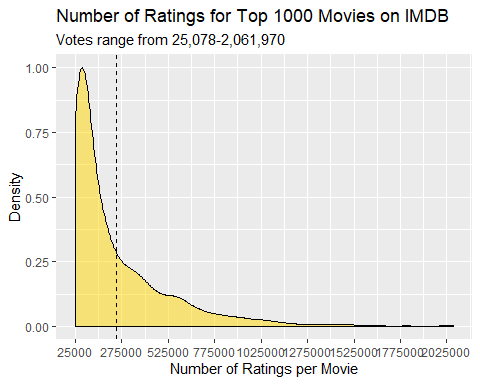 Number of Ratings for Top 1000 Movies on IMDB
Votes range from 25,078-2,061,970
1.00
0.75
0.50
0.25
0.00
Density
25000 275000 525000 775000 1025000 1275000 1525000 1775000 2025000
Number of Ratings per Movie